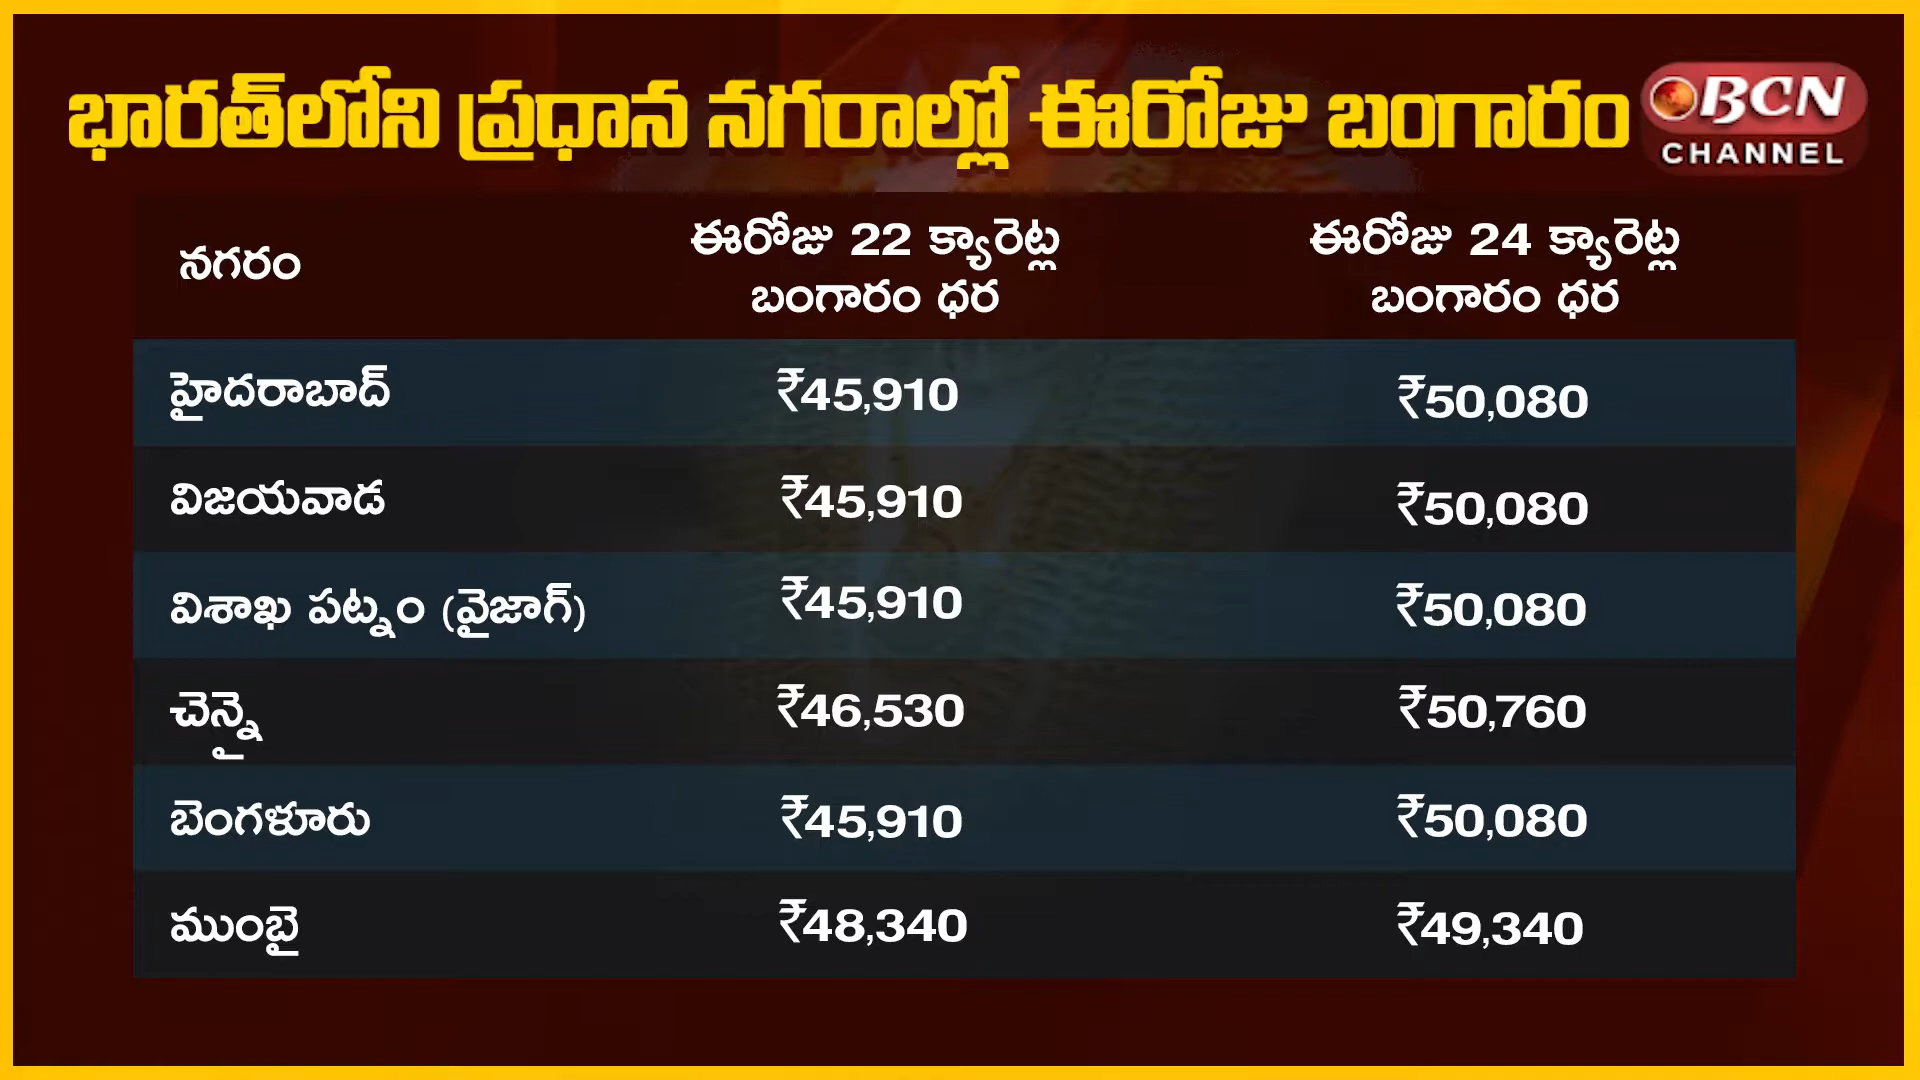 భారత్‌లోని ప్రధాన నగరాల్లో ఈరోజు బంగారం
BCN
CHANNEL
నగరం
ఈరోజు 22 క్యారెట్ల
బంగారం ధర
ఈరోజు 24 క్యారెట్ల
బంగారం ధర
హైదరాబాద్ ₹45,910 ₹50,080
విజయవాడ ₹45,910 ₹50,080
విశాఖ పట్నం (వైజాగ్) ₹45,910 ₹50,080
చెన్నై ₹46,530 ₹50,760
బెంగళూరు ₹45,910 ₹50,080
ముంబై ₹48,340 ₹49,340